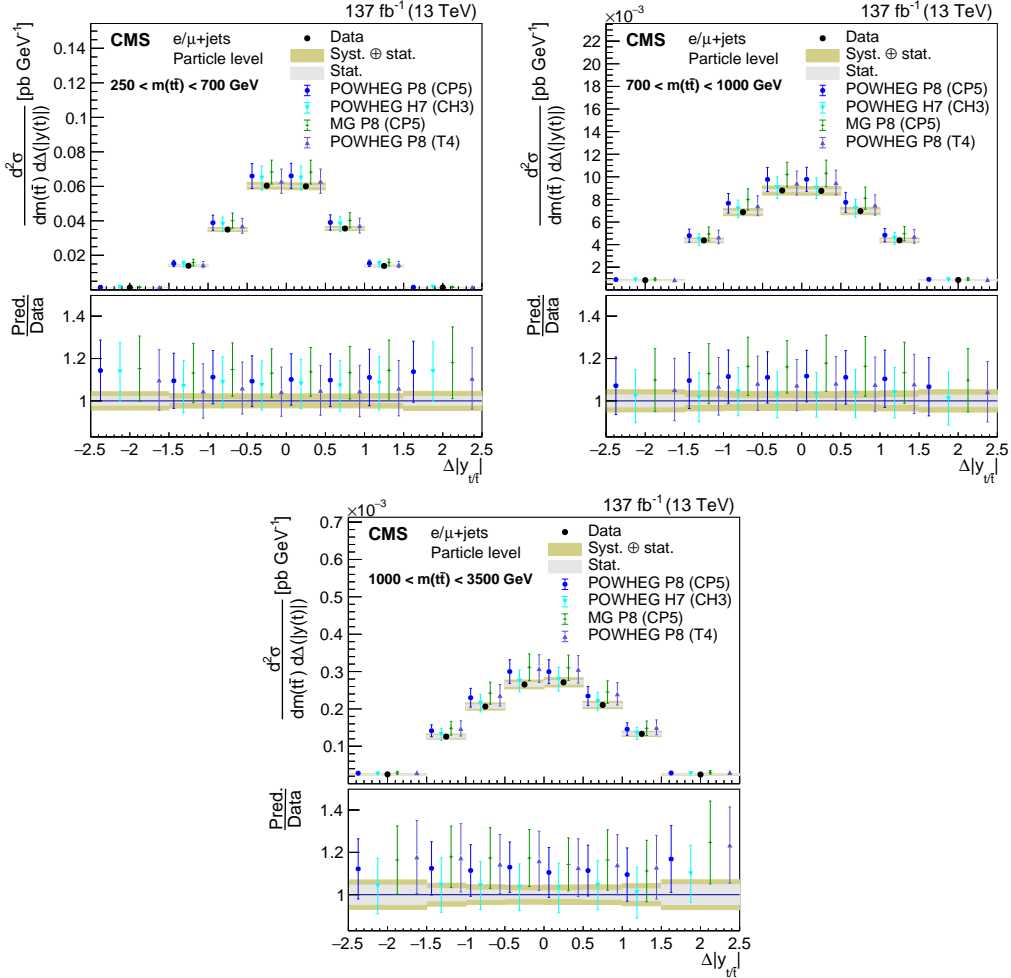 137 fb⁻¹ (13 TeV)
CMS
e/μ+jets
Particle level
250 < m(tt̄) < 700 GeV
Data
Syst. ⊕ stat.
Stat.
POWHEG P8 (CP5)
POWHEG H7 (CH3)
MG P8 (CP5)
POWHEG P8 (T4)
d²σ
dm(tt̄) dΔ(|y(t)|)
[pb GeV⁻¹]
0.14
0.12
0.1
0.08
0.06
0.04
0.02
Pred.
Data
1.4
1.2
1
−2.5 −2 −1.5 −1 −0.5 0 0.5 1 1.5 2 2.5
Δ|y_{t/t̄}|
×10⁻³
137 fb⁻¹ (13 TeV)
CMS
e/μ+jets
Particle level
700 < m(tt̄) < 1000 GeV
Data
Syst. ⊕ stat.
Stat.
POWHEG P8 (CP5)
POWHEG H7 (CH3)
MG P8 (CP5)
POWHEG P8 (T4)
d²σ
dm(tt̄) dΔ(|y(t)|)
[pb GeV⁻¹]
22
20
18
16
14
12
10
8
6
4
2
Pred.
Data
1.4
1.2
1
−2.5 −2 −1.5 −1 −0.5 0 0.5 1 1.5 2 2.5
Δ|y_{t/t̄}|
×10⁻³
137 fb⁻¹ (13 TeV)
CMS
e/μ+jets
Particle level
1000 < m(tt̄) < 3500 GeV
Data
Syst. ⊕ stat.
Stat.
POWHEG P8 (CP5)
POWHEG H7 (CH3)
MG P8 (CP5)
POWHEG P8 (T4)
d²σ
dm(tt̄) dΔ(|y(t)|)
[pb GeV⁻¹]
0.7
0.6
0.5
0.4
0.3
0.2
0.1
Pred.
Data
1.4
1.2
1
−2.5 −2 −1.5 −1 −0.5 0 0.5 1 1.5 2 2.5
Δ|y_{t/t̄}|